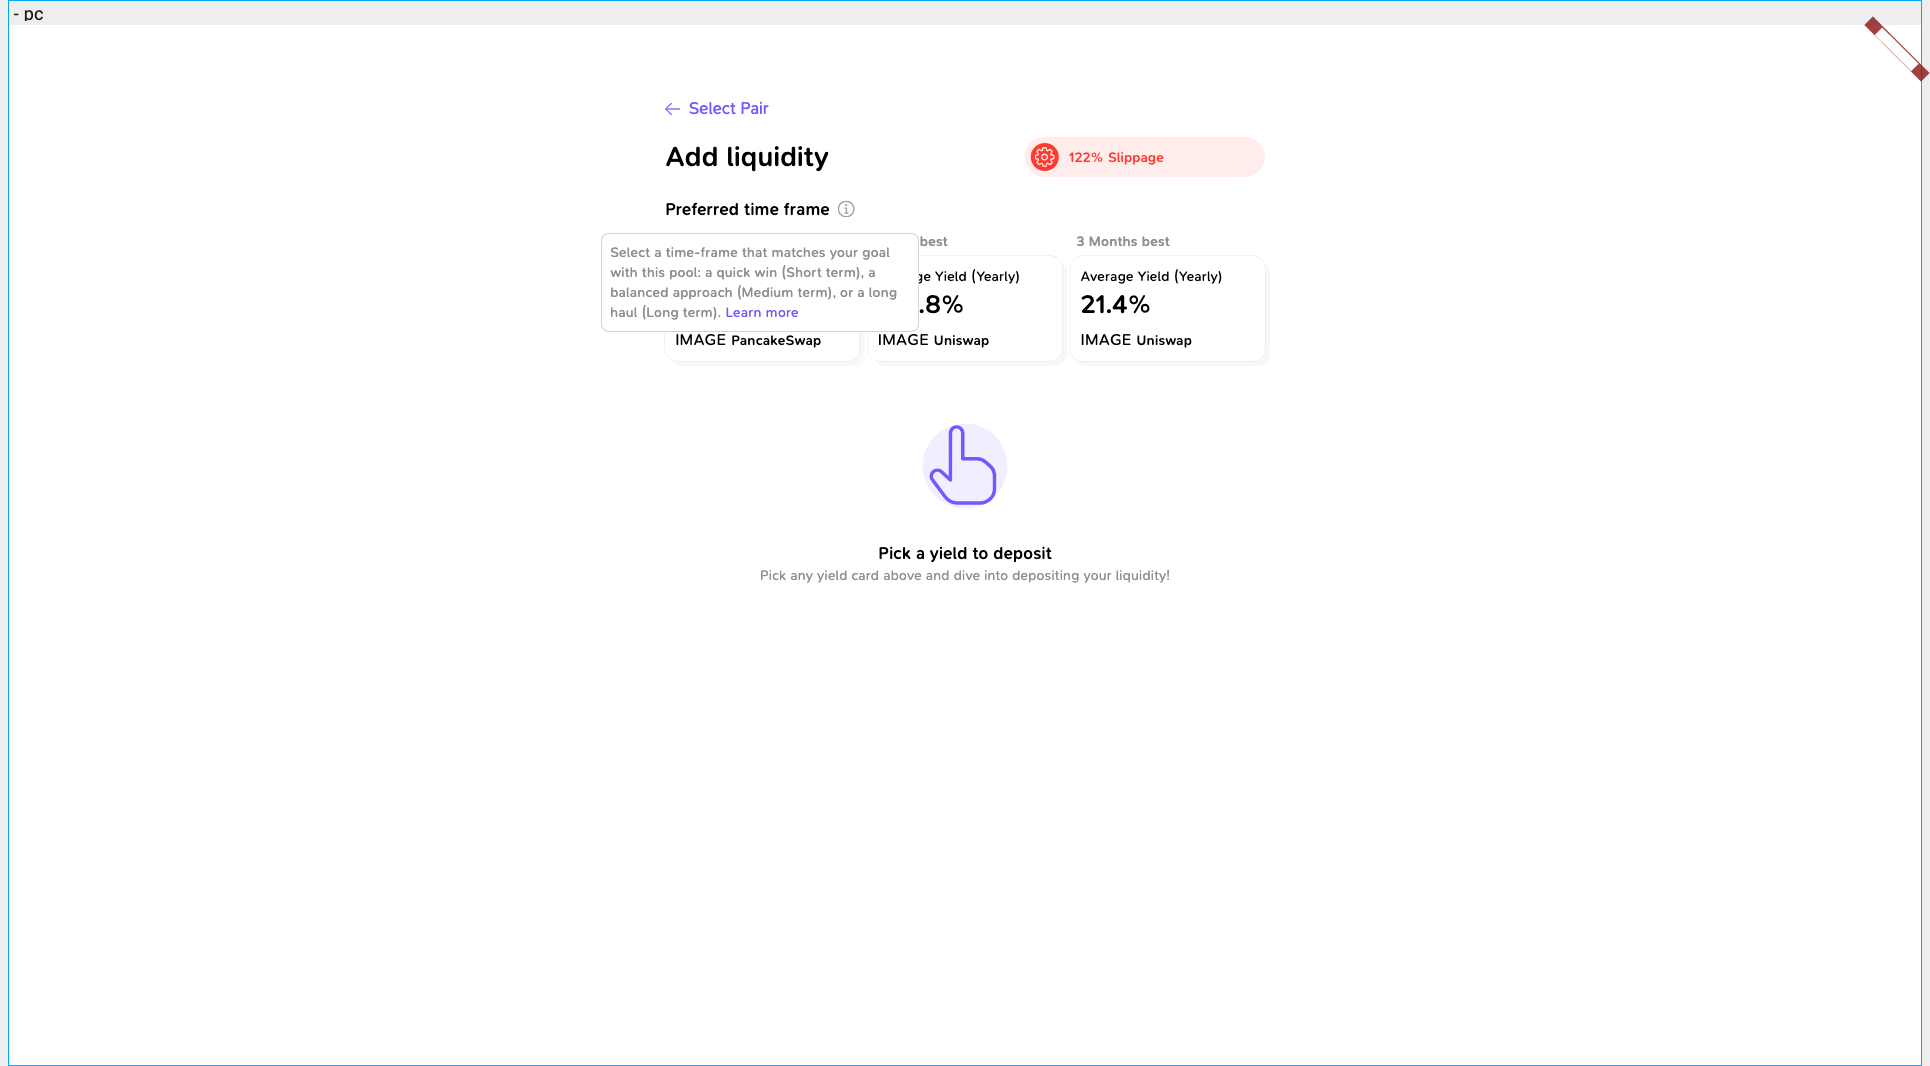 - pc
Select Pair
Add liquidity
122% Slippage
Preferred time frame
Select a time-frame that matches your goal
with this pool: a quick win (Short term), a
balanced approach (Medium term), or a long
haul (Long term). Learn more
best
3 Months best
Yield (Yearly)
Average Yield (Yearly)
.8%
21.4%
IMAGE PancakeSwap
IMAGE Uniswap
IMAGE Uniswap
Pick a yield to deposit
Pick any yield card above and dive into depositing your liquidity!